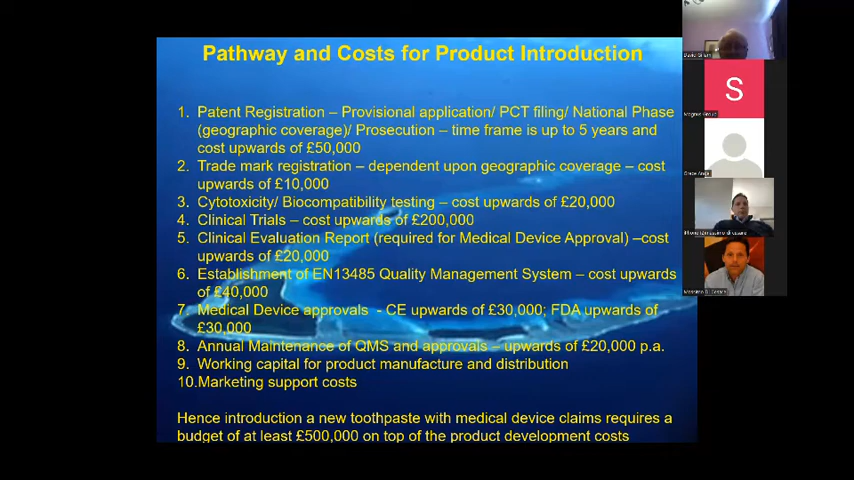 Pathway and Costs for Product Introduction
1. Patent Registration – Provisional application/ PCT filing/ National Phase
(geographic coverage)/ Prosecution – time frame is up to 5 years and
cost upwards of £50,000
2. Trade mark registration – dependent upon geographic coverage – cost
upwards of £10,000
3. Cytotoxicity/ Biocompatibility testing – cost upwards of £20,000
4. Clinical Trials – cost upwards of £200,000
5. Clinical Evaluation Report (required for Medical Device Approval) –cost
upwards of £20,000
6. Establishment of EN13485 Quality Management System – cost upwards
of £40,000
7. Medical Device approvals - CE upwards of £30,000; FDA upwards of
£30,000
8. Annual Maintenance of QMS and approvals – upwards of £20,000 p.a.
9. Working capital for product manufacture and distribution
10.Marketing support costs
Hence introduction a new toothpaste with medical device claims requires a
budget of at least £500,000 on top of the product development costs
David
S
Group